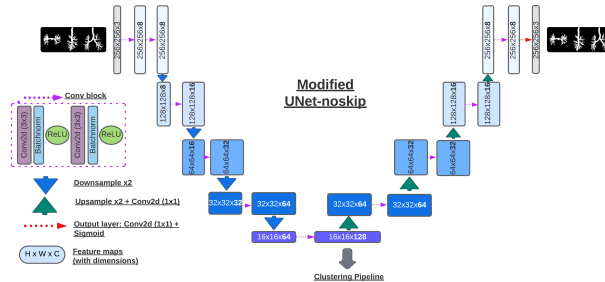 Modified
UNet-noskip
256x256x3
256x256x8
256x256x8
128x128x8
128x128x16
64x64x16
64x64x32
32x32x32
32x32x64
16x16x64
16x16x128
32x32x64
32x32x64
64x64x32
64x64x32
128x128x16
128x128x16
256x256x8
256x256x8
256x256x3
Clustering Pipeline
Conv block
Conv2d (3x3)
Batchnorm
ReLU
Conv2d (3x3)
Batchnorm
ReLU
Downsample x2
Upsample x2 + Conv2d (1x1)
Output layer: Conv2d (1x1) +
Sigmoid
H x W x C
Feature maps
(with dimensions)